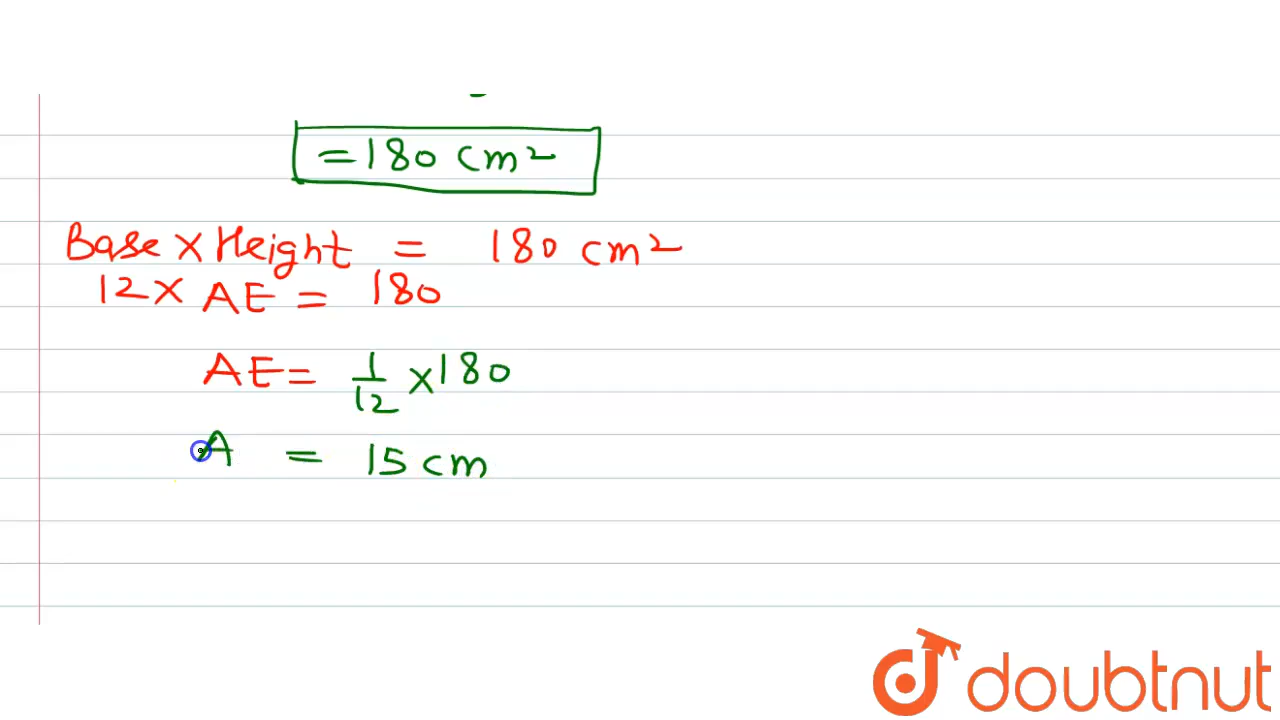 = 180 cm²
Base × Height = 180 cm²
12 × AE = 180
AE = 1/12 × 180
A = 15 cm
doubtnut